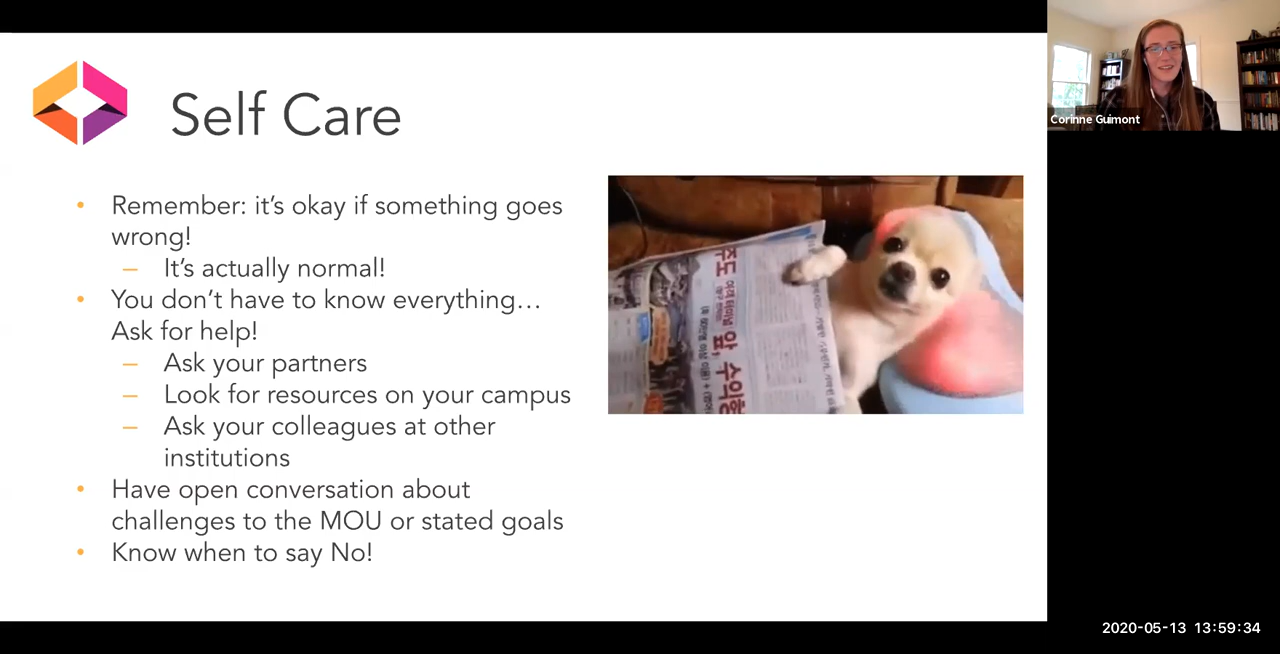 Self Care
Remember: it's okay if something goes
wrong!
It's actually normal!
You don't have to know everything…
Ask for help!
Ask your partners
Look for resources on your campus
Ask your colleagues at other
institutions
Have open conversation about
challenges to the MOU or stated goals
Know when to say No!
Corinne Guimont
2020-05-13 13:59:34